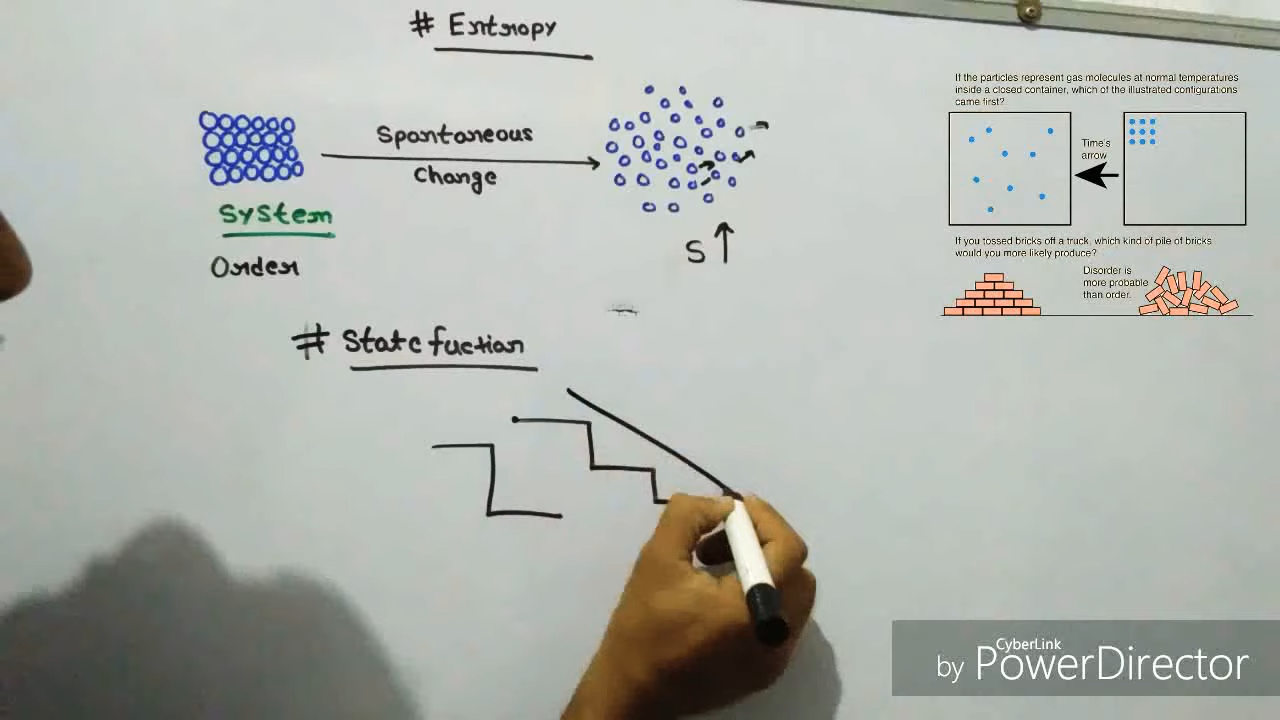 # Entropy
Spontaneous
Change
System
Order
S ↑
# State fuction
If the particles represent gas molecules at normal temperatures
inside a closed container, which of the illustrated configurations
came first?
Time's
arrow
If you tossed bricks off a truck, which kind of pile of bricks
would you more likely produce?
Disorder is
more probable
than order.
CyberLink
by PowerDirector